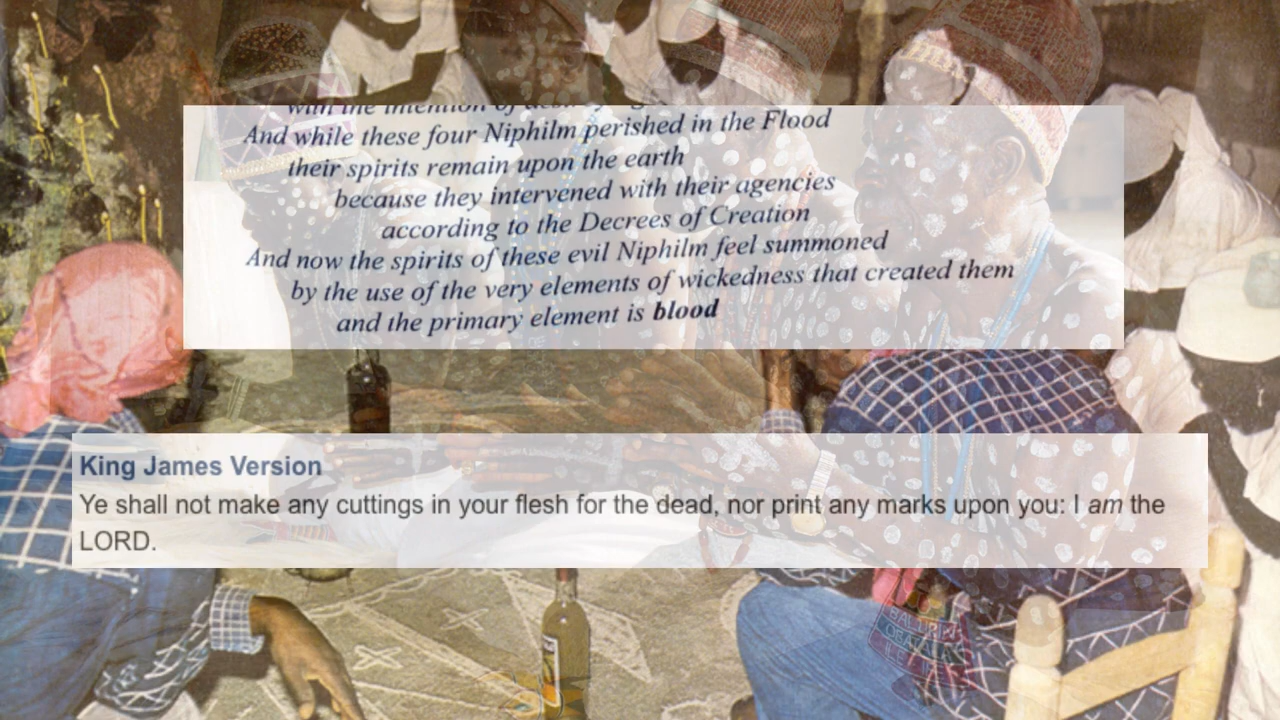 with the intention of
And while these four Niphilm perished in the Flood
their spirits remain upon the earth
because they intervened with their agencies
according to the Decrees of Creation
And now the spirits of these evil Niphilm feel summoned
by the use of the very elements of wickedness that created them
and the primary element is blood
King James Version
Ye shall not make any cuttings in your flesh for the dead, nor print any marks upon you: I am the
LORD.